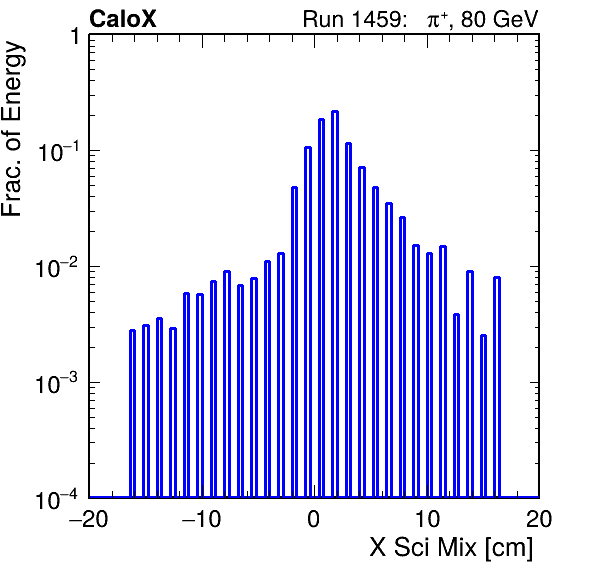 CaloX Run 1459: π⁺, 80 GeV
Frac. of Energy
1
10⁻¹
10⁻²
10⁻³
10⁻⁴
−20 −10 0 10 20
X Sci Mix [cm]